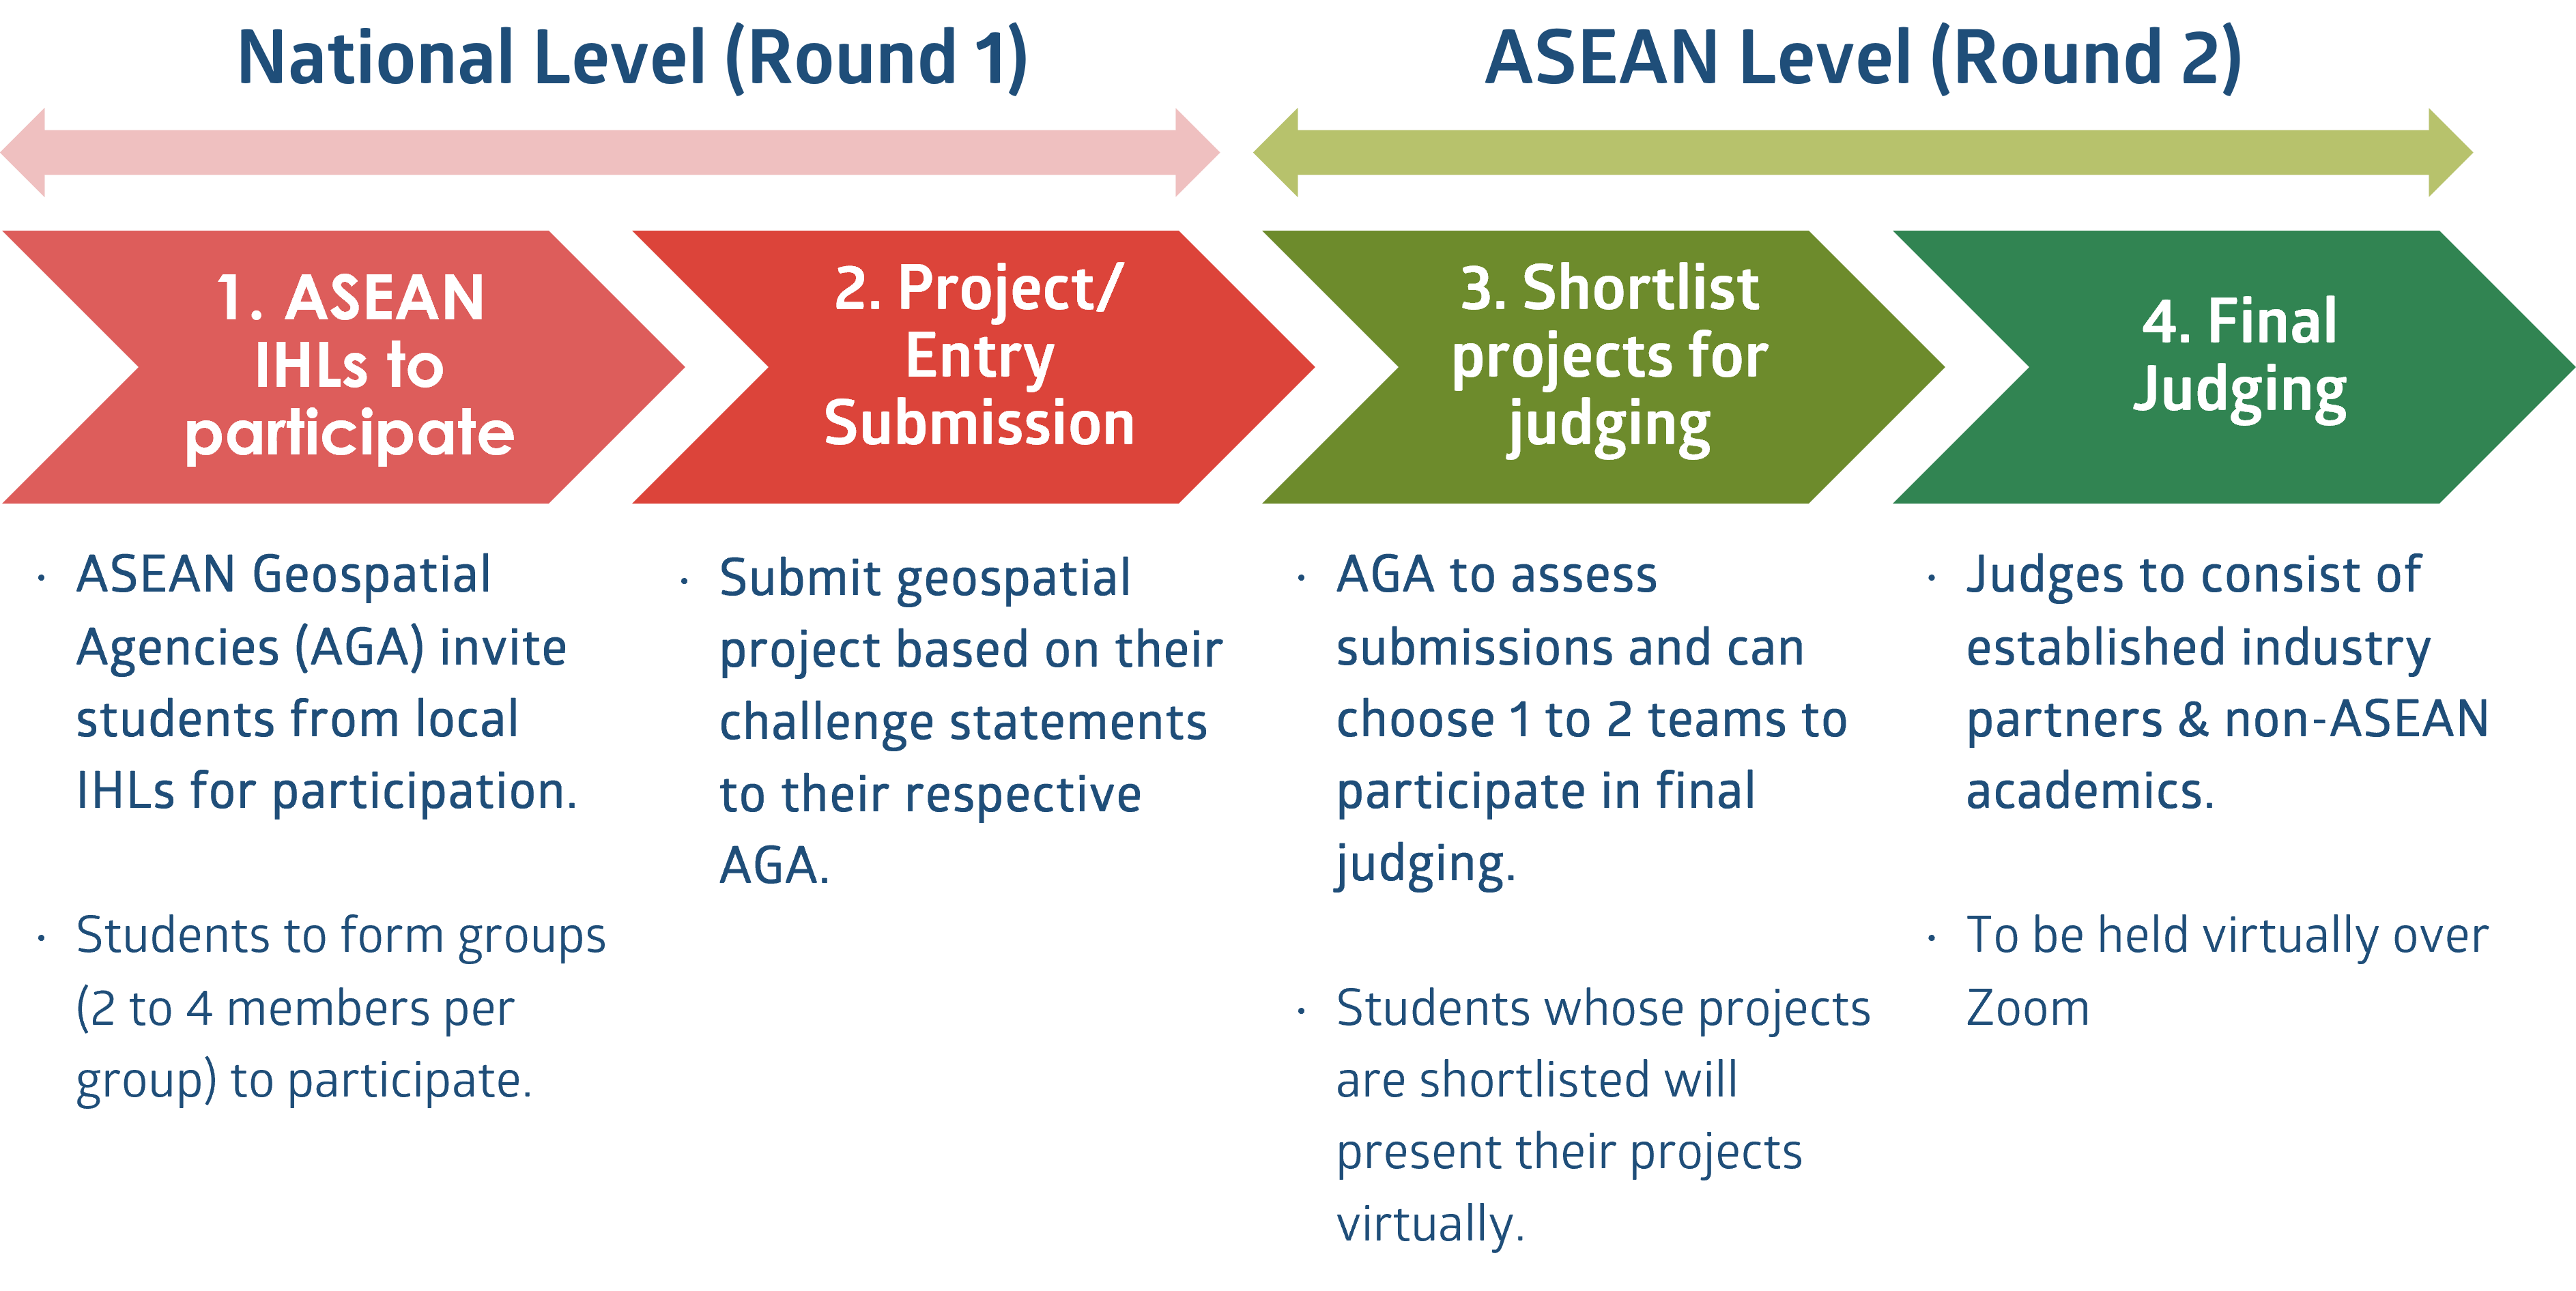 National Level (Round 1)
ASEAN Level (Round 2)
1. ASEAN
IHLs to
participate
2. Project/
Entry
Submission
3. Shortlist
projects for
judging
4. Final
Judging
· ASEAN Geospatial
Agencies (AGA) invite
students from local
IHLs for participation.
· Students to form groups
(2 to 4 members per
group) to participate.
· Submit geospatial
project based on their
challenge statements
to their respective
AGA.
· AGA to assess
submissions and can
choose 1 to 2 teams to
participate in final
judging.
· Students whose projects
are shortlisted will
present their projects
virtually.
· Judges to consist of
established industry
partners & non-ASEAN
academics.
· To be held virtually over
Zoom